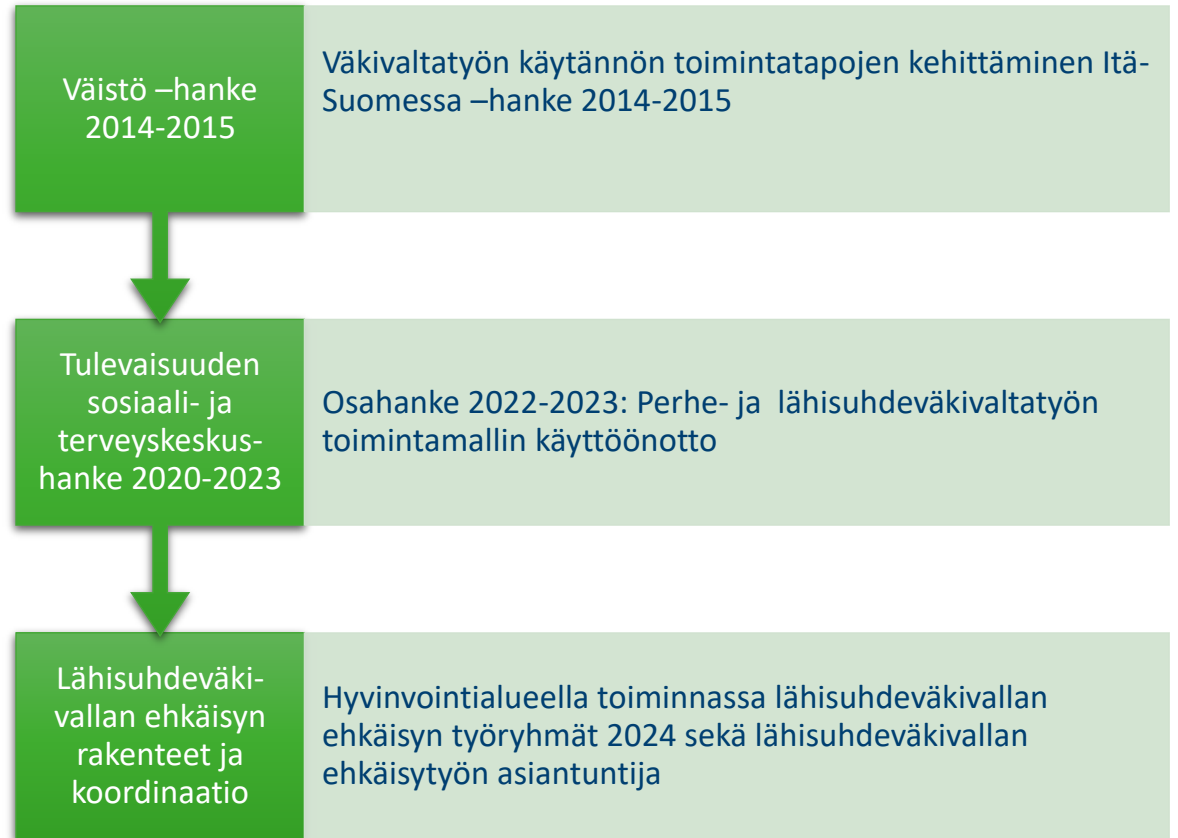 Väistö –hanke
2014-2015
Väkivaltatyön käytännön toimintatapojen kehittäminen Itä-
Suomessa –hanke 2014-2015
Tulevaisuuden
sosiaali- ja
terveyskeskus-
hanke 2020-2023
Osahanke 2022-2023: Perhe- ja  lähisuhdeväkivaltatyön
toimintamallin käyttöönotto
Lähisuhdeväki-
vallan ehkäisyn
rakenteet ja
koordinaatio
Hyvinvointialueella toiminnassa lähisuhdeväkivallan
ehkäisyn työryhmät 2024 sekä lähisuhdeväkivallan
ehkäisytyön asiantuntija